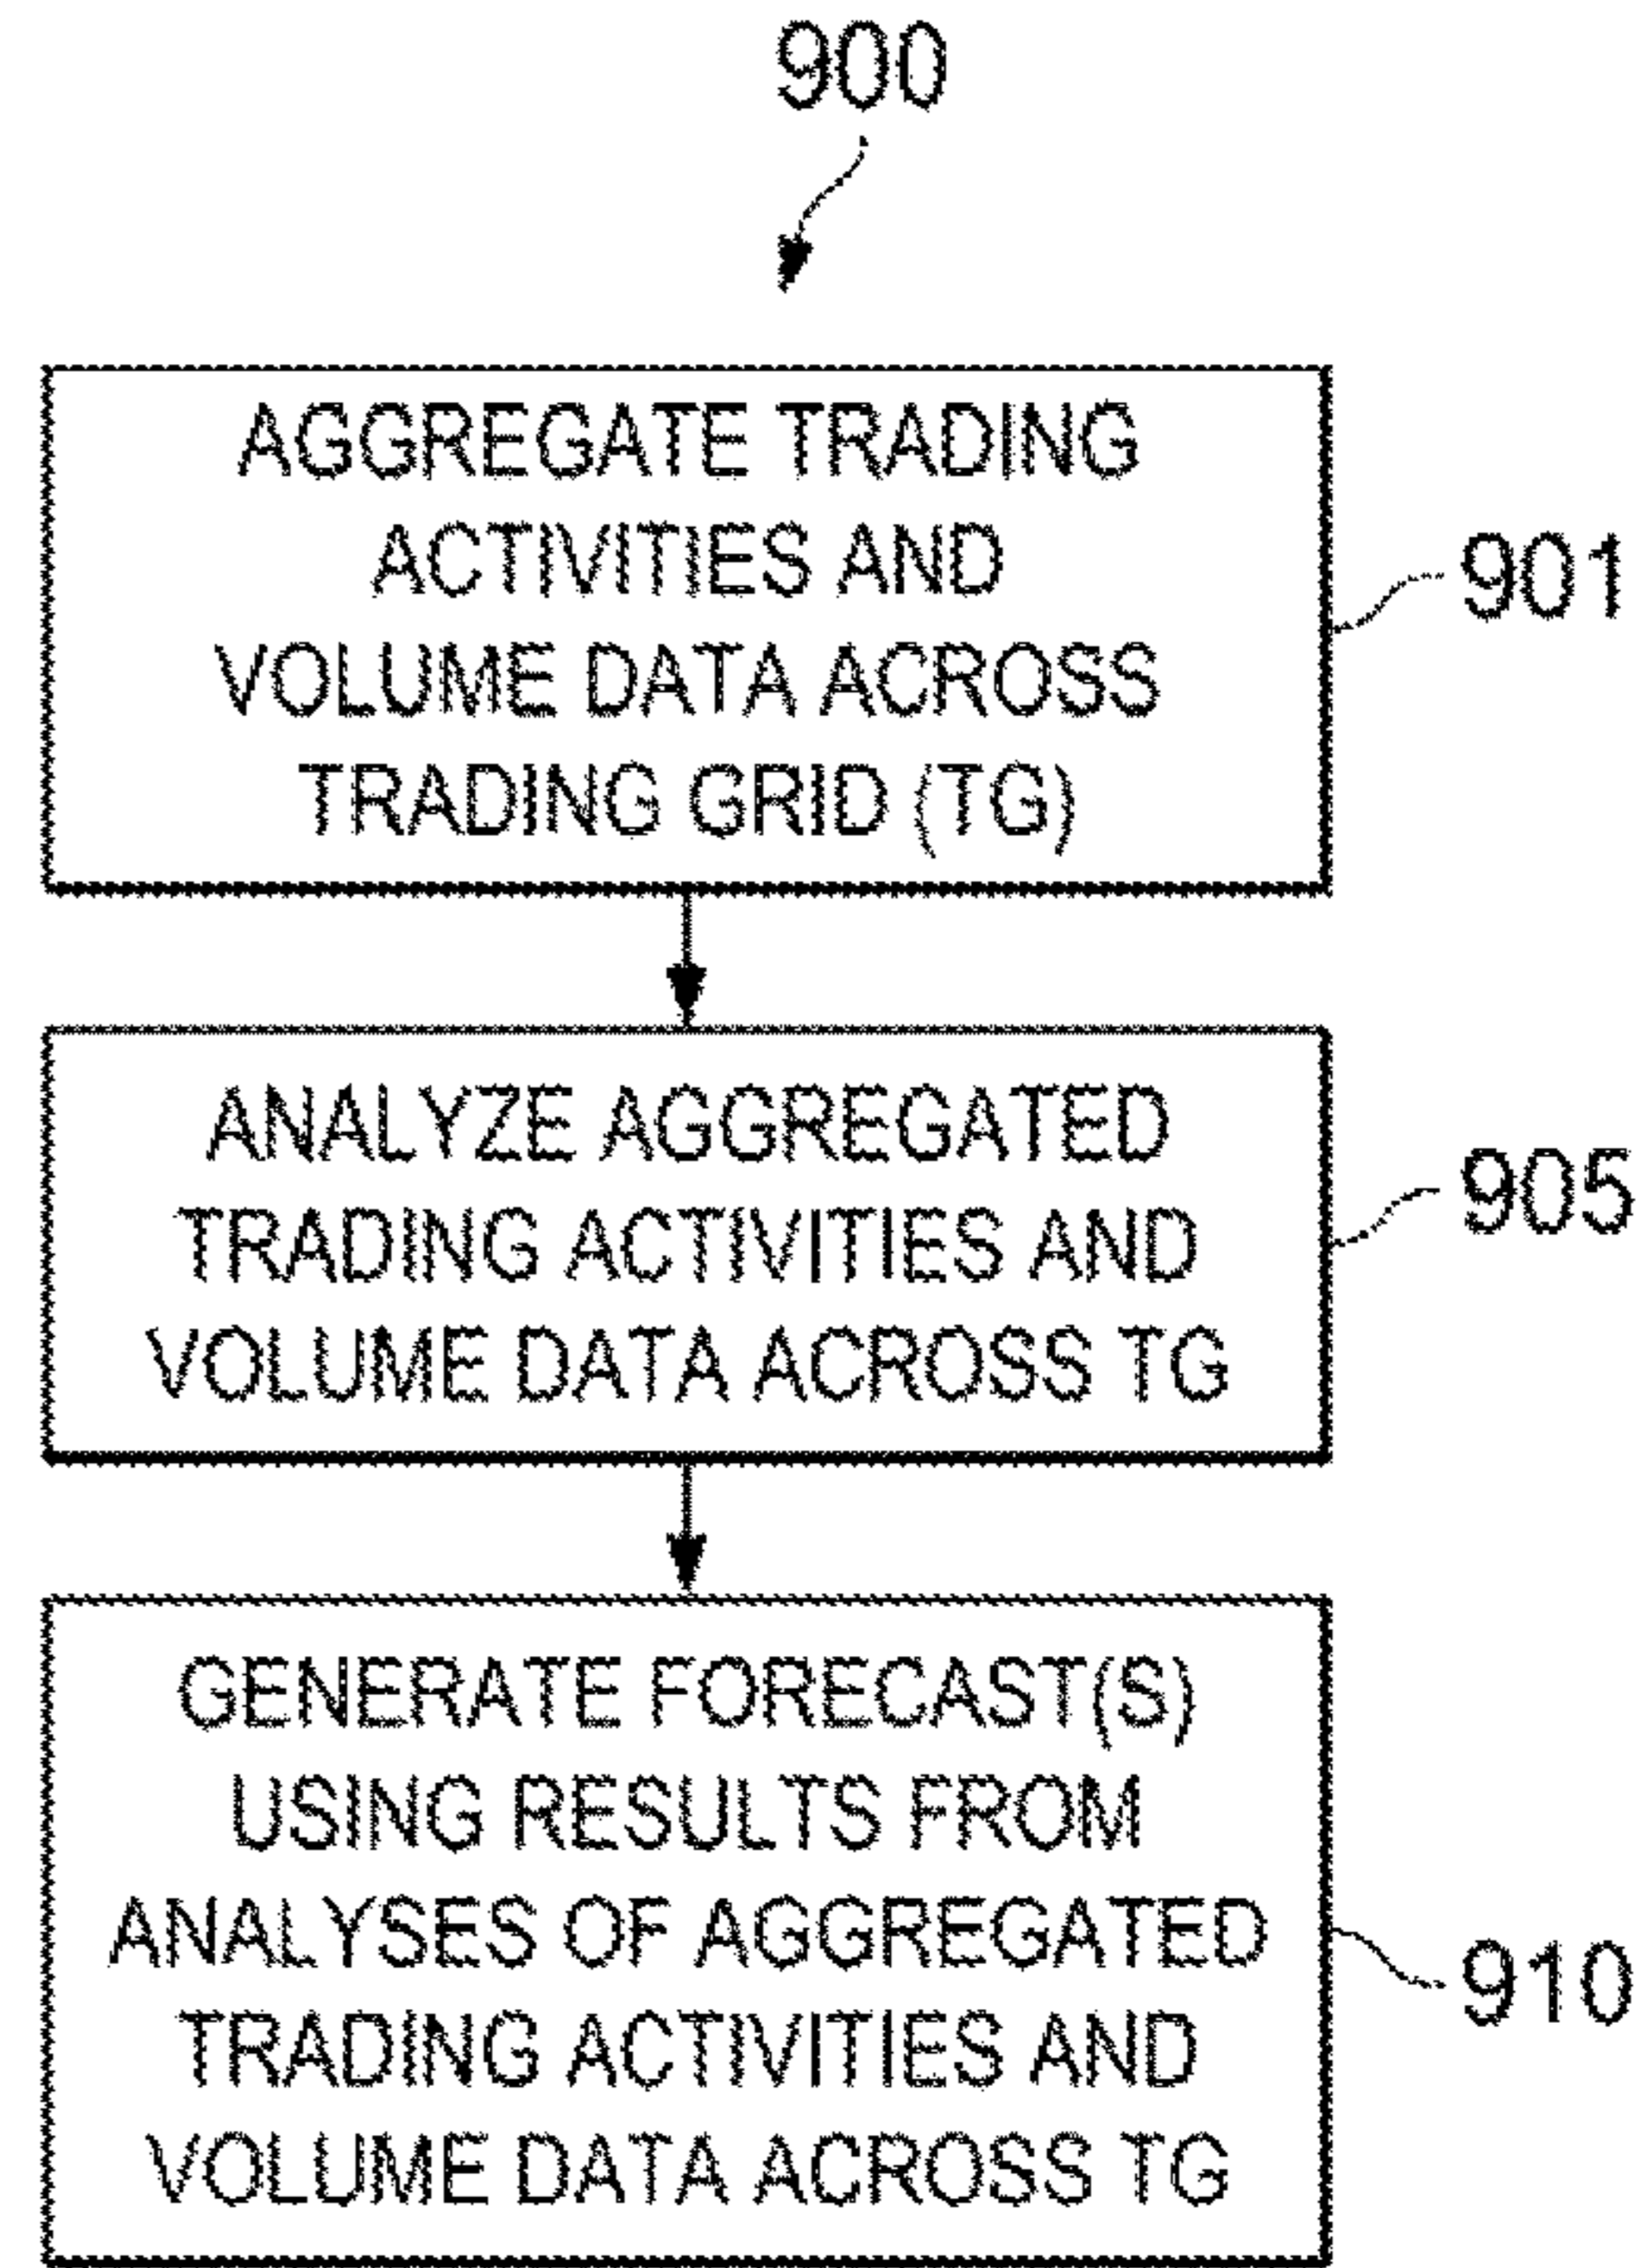 900
AGGREGATE TRADING
ACTIVITIES AND
VOLUME DATA ACROSS
TRADING GRID (TG)
901
ANALYZE AGGREGATED
TRADING ACTIVITIES AND
VOLUME DATA ACROSS TG
905
GENERATE FORECAST(S)
USING RESULTS FROM
ANALYSES OF AGGREGATED
TRADING ACTIVITIES AND
VOLUME DATA ACROSS TG
910